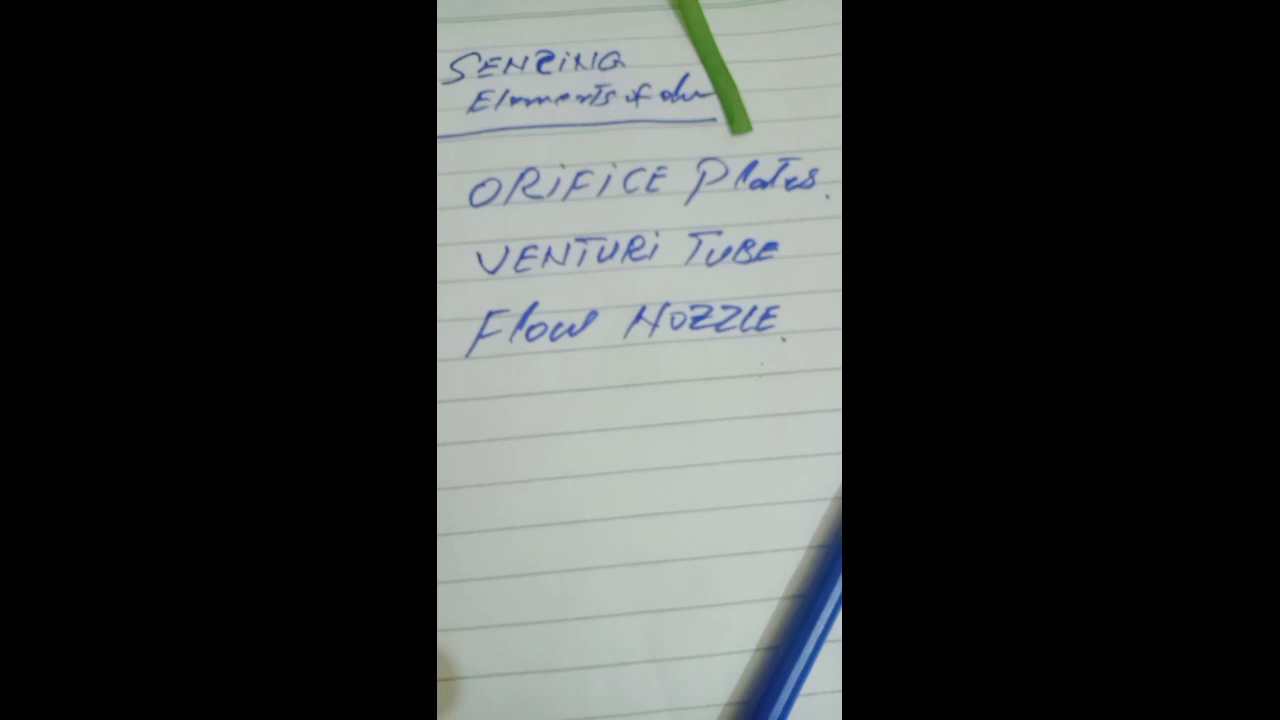 SENSING
Elements of
ORiFiCE Plates.
VENTURi TUBE
Flow NOZZLE.